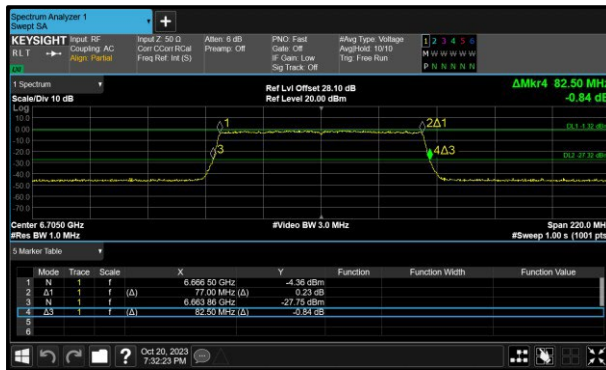 Spectrum Analyzer 1
Swept SA
KEYSIGHT Input: RF Input Z: 50 Ω Atten: 6 dB PNO: Fast #Avg Type: Voltage 1 2 3 4 5 6
RLT Coupling: AC Corr CCorr RCal Preamp: Off Gate: Off Avg|Hold: 10/10 M W W W W W
Align: Partial Freq Ref: Int (S) IF Gain: Low Trig: Free Run P N N N N N
Sig Track: Off
1 Spectrum Ref Lvl Offset 28.10 dB ΔMkr4 82.50 MHz
Scale/Div 10 dB Ref Level 20.00 dBm -0.84 dB
Log
10.0
0.00 1 2Δ1 DL1 -1.32 dB
-10.0
-20.0 3 4Δ3 DL2 -27.32 dB
-30.0
-40.0
-50.0
-60.0
-70.0
Center 6.7050 GHz #Video BW 3.0 MHz Span 220.0 MH
#Res BW 1.0 MHz #Sweep 1.00 s (1001 pts
5 Marker Table
Mode Trace Scale X Y Function Function Width Function Value
1 N 1 f 6.666 50 GHz -4.36 dBm
2 Δ1 1 f (Δ) 77.00 MHz (Δ) 0.23 dB
3 N 1 f 6.663 86 GHz -27.75 dBm
4 Δ3 1 f (Δ) 82.50 MHz (Δ) -0.84 dB
5
6
? Oct 20, 2023
7:32:23 PM